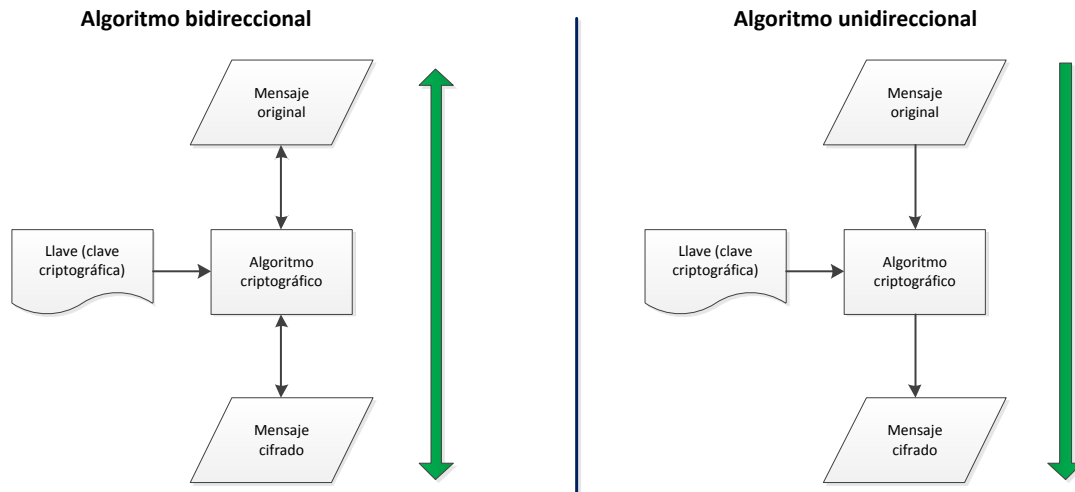 Algoritmo bidireccional
Mensaje
original
Llave (clave
criptográfica)
Algoritmo
criptográfico
Mensaje
cifrado
Algoritmo unidireccional
Mensaje
original
Llave (clave
criptográfica)
Algoritmo
criptográfico
Mensaje
cifrado